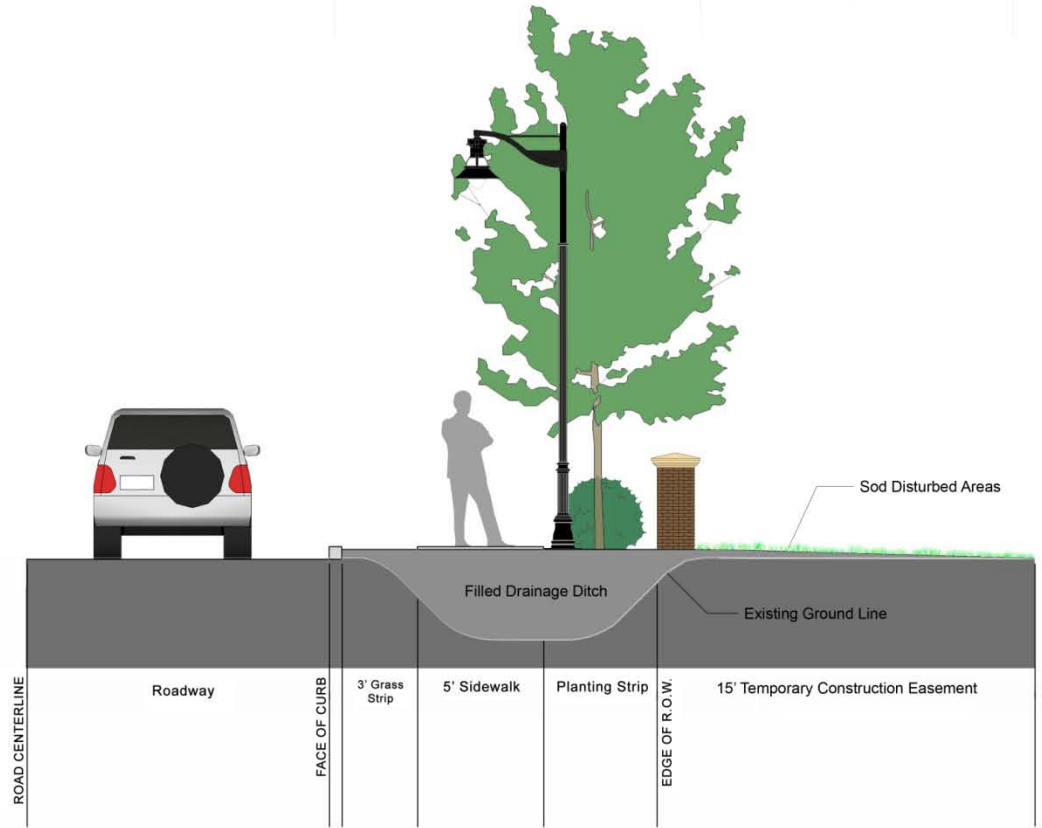 Sod Disturbed Areas
Filled Drainage Ditch
Existing Ground Line
ROAD CENTERLINE
Roadway
FACE OF CURB
3' Grass
Strip
5' Sidewalk
Planting Strip
EDGE OF R.O.W.
15' Temporary Construction Easement